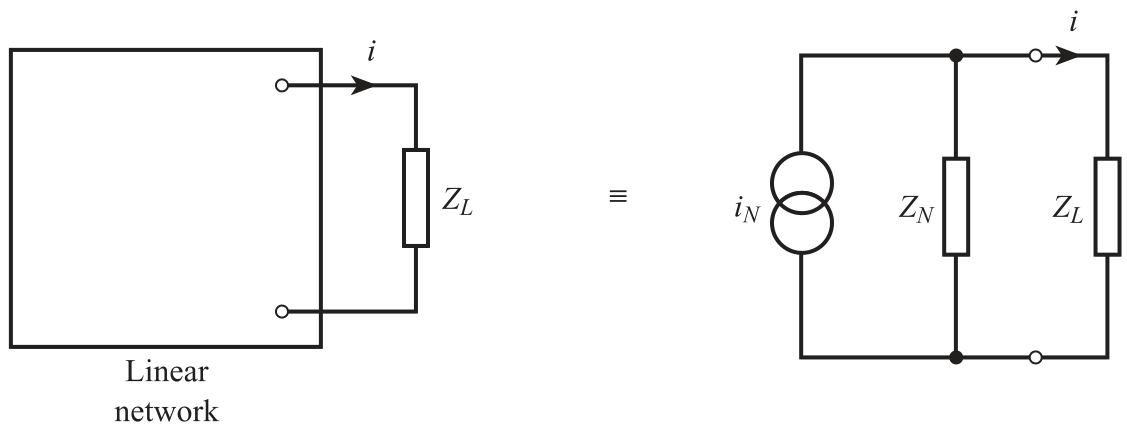 i
Z_L
Linear
network
≡
i
i_N
Z_N
Z_L